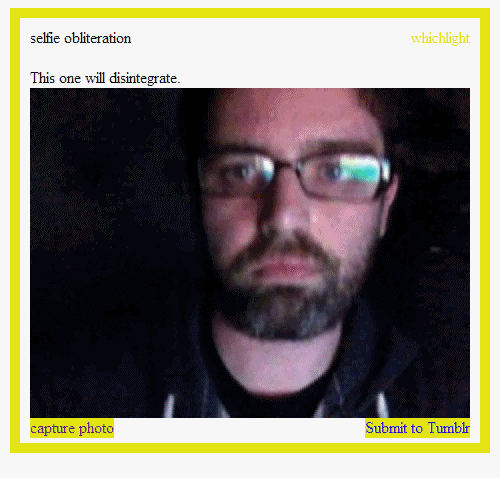 selfie obliteration whichlight
This one will disintegrate.
capture photo Submit to Tumblr